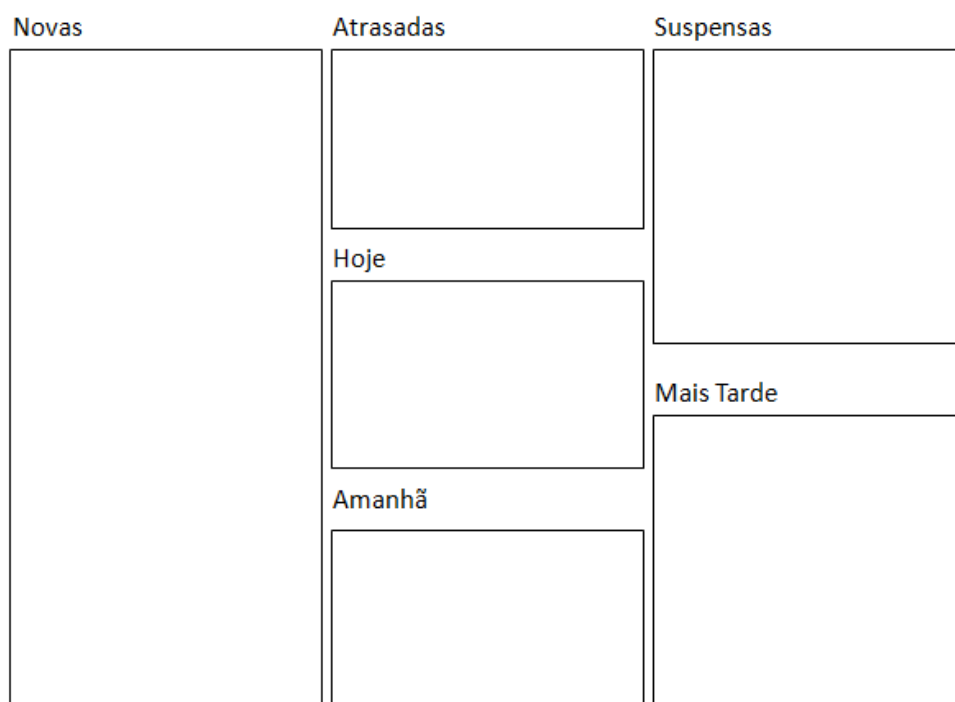 Novas
Atrasadas
Suspensas
Hoje
Mais Tarde
Amanhã